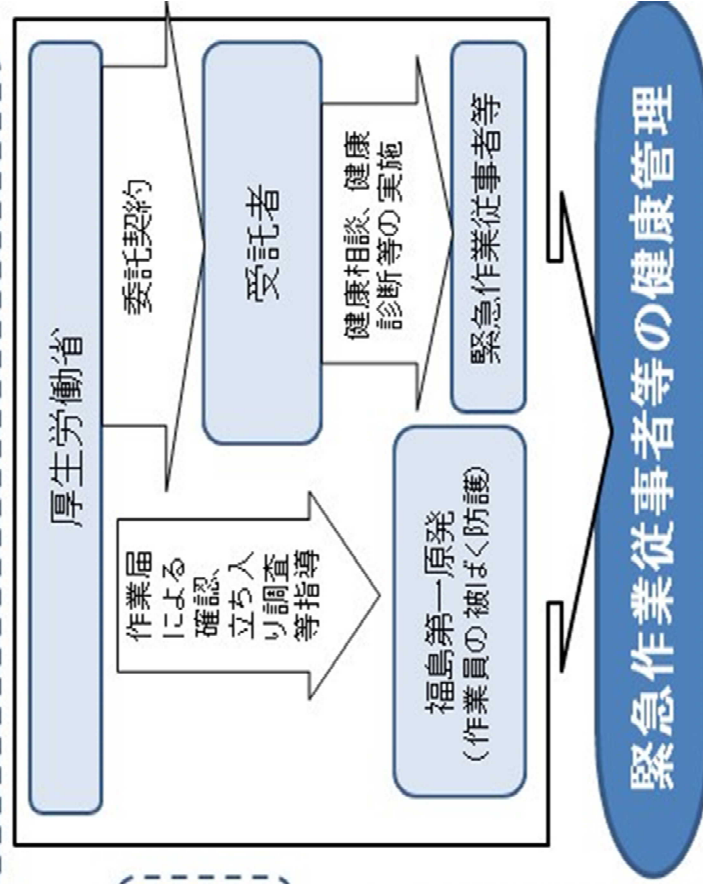 厚生労働省
作業届
による
確認、
立ち入
り調査
等指導
委託契約
受託者
健康相談、健康
診断等の実施
福島第一原発
(作業員の被ばく防護)
緊急作業従事者等
緊急作業従事者等の健康管理